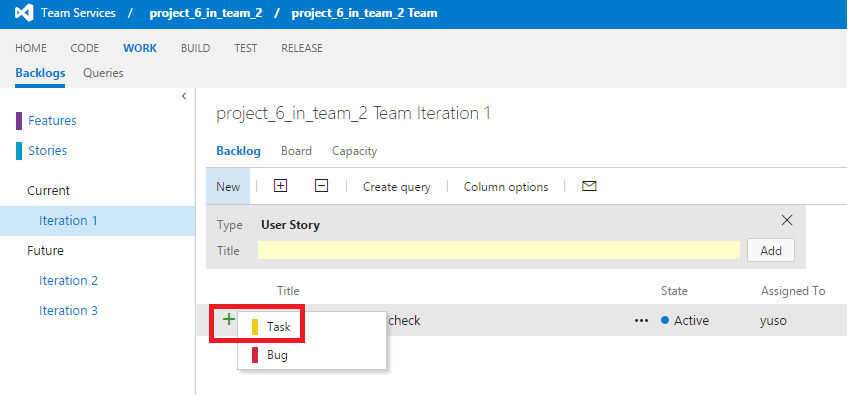 Team Services / project_6_in_team_2 / project_6_in_team_2 Team
HOME CODE WORK BUILD TEST RELEASE
Backlogs Queries
Features
Stories
Current
Iteration 1
Future
Iteration 2
Iteration 3
project_6_in_team_2 Team Iteration 1
Backlog Board Capacity
New Create query Column options
Type User Story
Title Add
Title State Assigned To
check ••• Active yuso
Task
Bug